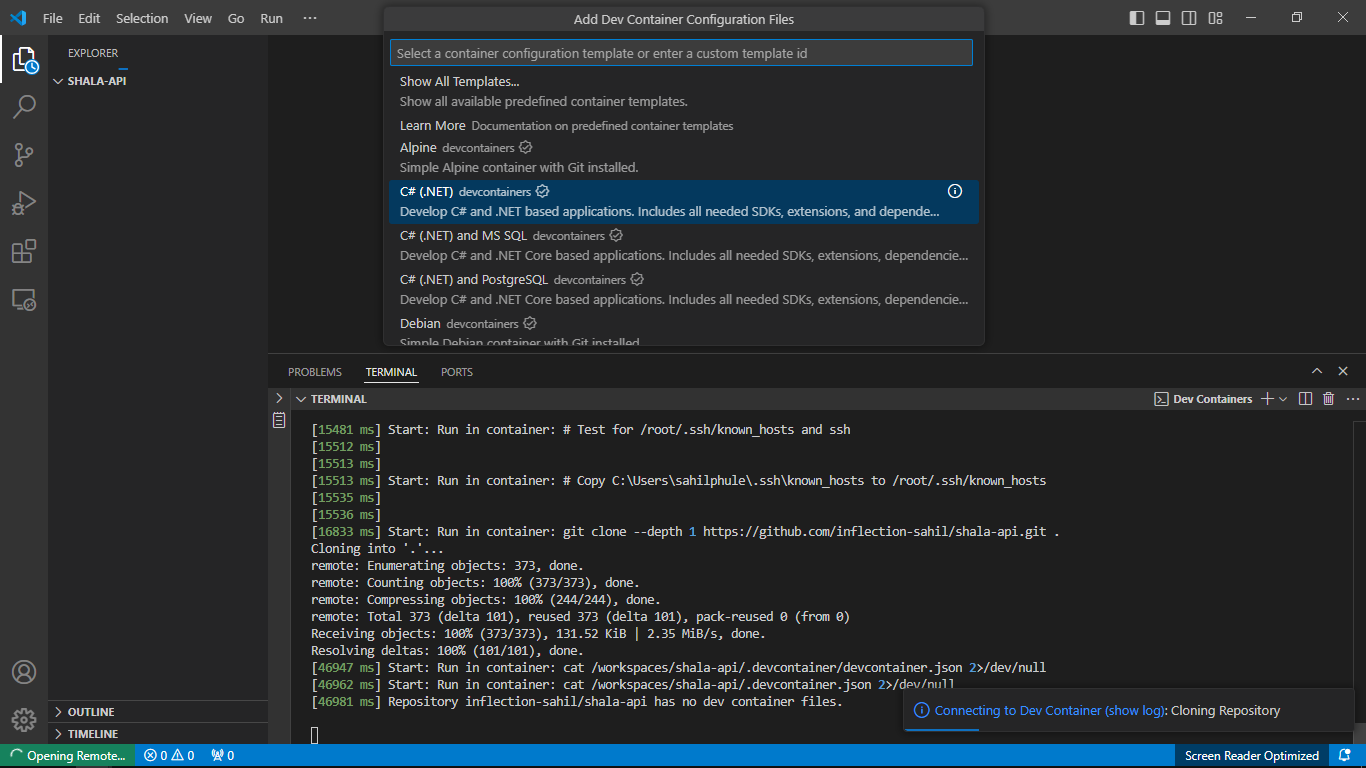 File Edit Selection View Go Run ···
Add Dev Container Configuration Files
Select a container configuration template or enter a custom template id
Show All Templates...
Show all available predefined container templates.
Learn More Documentation on predefined container templates
Alpine devcontainers
Simple Alpine container with Git installed.
C# (.NET) devcontainers
Develop C# and .NET based applications. Includes all needed SDKs, extensions, and depende...
C# (.NET) and MS SQL devcontainers
Develop C# and .NET Core based applications. Includes all needed SDKs, extensions, dependencie...
C# (.NET) and PostgreSQL devcontainers
Develop C# and .NET Core based applications. Includes all needed SDKs, extensions, dependencie...
Debian devcontainers
Simple Debian container with Git installed.
EXPLORER
SHALA-API
OUTLINE
TIMELINE
PROBLEMS TERMINAL PORTS
TERMINAL
Dev Containers
[15481 ms] Start: Run in container: # Test for /root/.ssh/known_hosts and ssh
[15512 ms]
[15513 ms]
[15513 ms] Start: Run in container: # Copy C:\Users\sahilphule\.ssh\known_hosts to /root/.ssh/known_hosts
[15535 ms]
[15536 ms]
[16833 ms] Start: Run in container: git clone --depth 1 https://github.com/inflection-sahil/shala-api.git .
Cloning into '.'...
remote: Enumerating objects: 373, done.
remote: Counting objects: 100% (373/373), done.
remote: Compressing objects: 100% (244/244), done.
remote: Total 373 (delta 101), reused 373 (delta 101), pack-reused 0 (from 0)
Receiving objects: 100% (373/373), 131.52 KiB | 2.35 MiB/s, done.
Resolving deltas: 100% (101/101), done.
[46947 ms] Start: Run in container: cat /workspaces/shala-api/.devcontainer/devcontainer.json 2>/dev/null
[46962 ms] Start: Run in container: cat /workspaces/shala-api/.devcontainer.json 2>/dev/null
[46981 ms] Repository inflection-sahil/shala-api has no dev container files.
Connecting to Dev Container (show log): Cloning Repository
Opening Remote... 0 0 0
Screen Reader Optimized